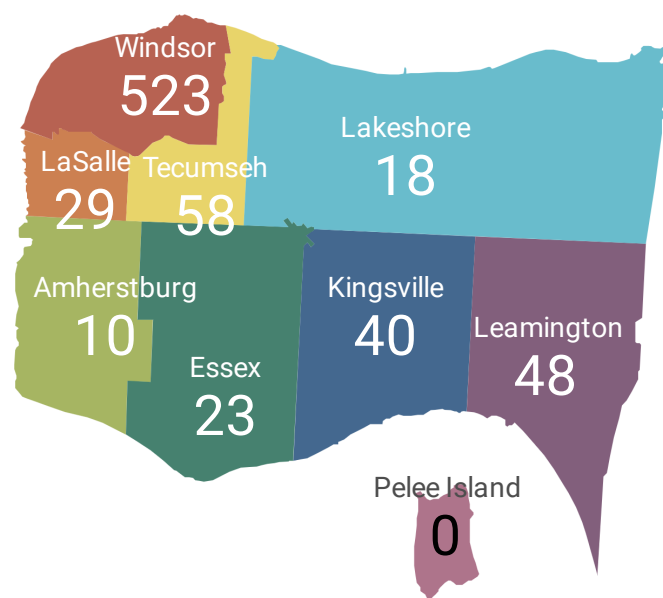 Windsor
523
Lakeshore
18
LaSalle
29
Tecumseh
58
Amherstburg
10
Kingsville
40
Leamington
48
Essex
23
Pelee Island
0